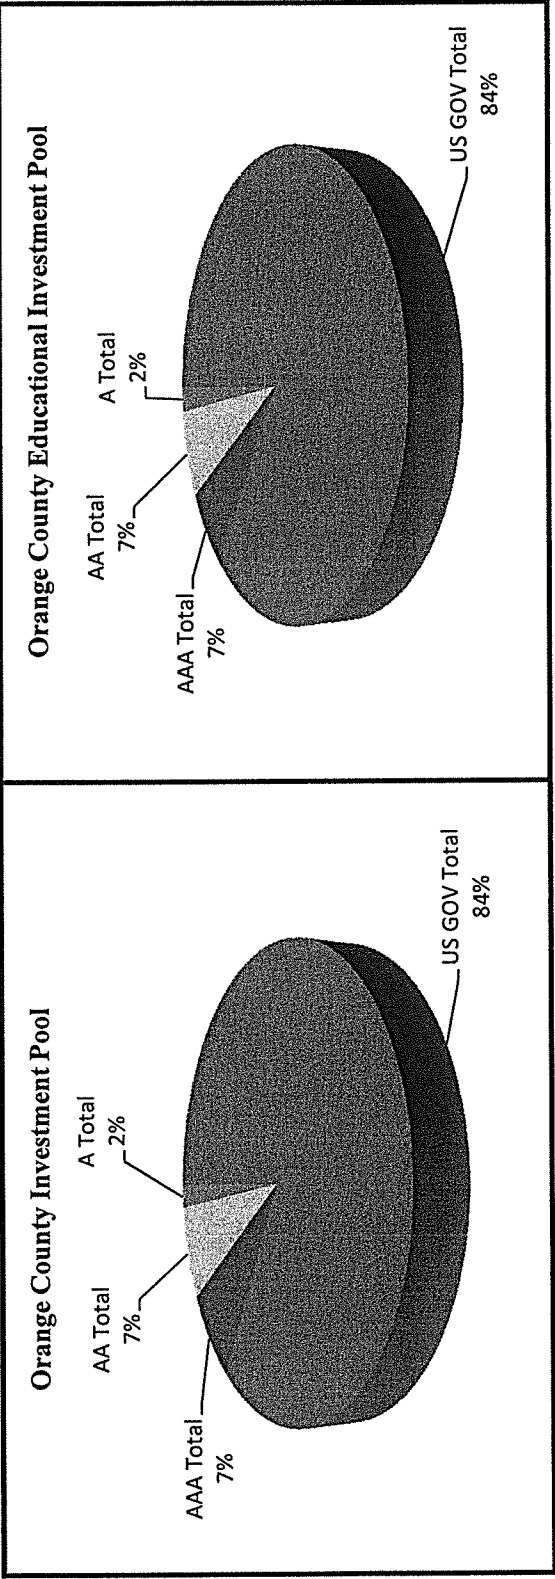 Orange County Investment Pool
A Total
2%
AA Total
7%
AAA Total
7%
US GOV Total
84%
Orange County Educational Investment Pool
A Total
2%
AA Total
7%
AAA Total
7%
US GOV Total
84%